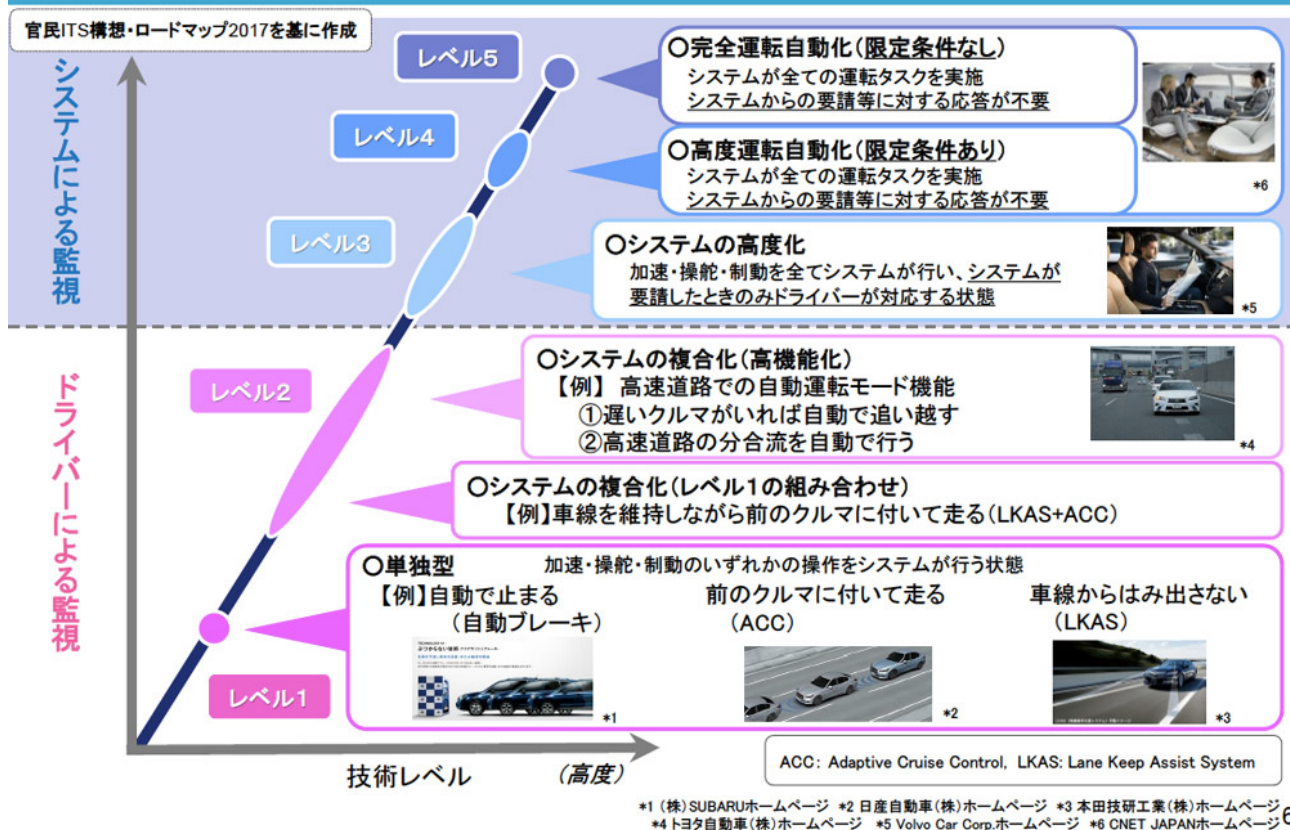 官民ITS構想・ロードマップ2017を基に作成
システムによる監視
ドライバーによる監視
レベル5
○完全運転自動化(限定条件なし)
システムが全ての運転タスクを実施
システムからの要請等に対する応答が不要
レベル4
○高度運転自動化(限定条件あり)
システムが全ての運転タスクを実施
システムからの要請等に対する応答が不要
*6
レベル3
○システムの高度化
加速・操舵・制動を全てシステムが行い、システムが
要請したときのみドライバーが対応する状態
*5
レベル2
○システムの複合化(高機能化)
【例】 高速道路での自動運転モード機能
①遅いクルマがいれば自動で追い越す
②高速道路の分合流を自動で行う
*4
○システムの複合化(レベル1の組み合わせ)
【例】車線を維持しながら前のクルマに付いて走る(LKAS+ACC)
レベル1
○単独型 加速・操舵・制動のいずれかの操作をシステムが行う状態
【例】自動で止まる
(自動ブレーキ)
*1
前のクルマに付いて走る
(ACC)
*2
車線からはみ出さない
(LKAS)
*3
技術レベル (高度)
ACC: Adaptive Cruise Control, LKAS: Lane Keep Assist System
*1 (株)SUBARUホームページ *2 日産自動車(株)ホームページ *3 本田技研工業(株)ホームページ
*4 トヨタ自動車(株)ホームページ *5 Volvo Car Corp.ホームページ *6 CNET JAPANホームページ
6